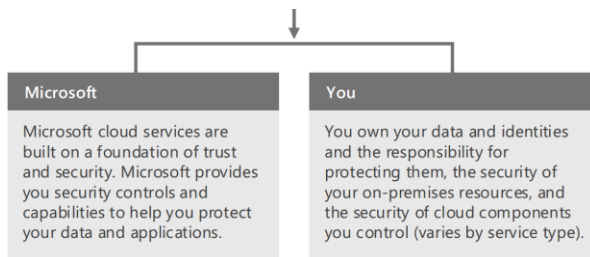 Microsoft
Microsoft cloud services are
built on a foundation of trust
and security. Microsoft provides
you security controls and
capabilities to help you protect
your data and applications.
You
You own your data and identities
and the responsibility for
protecting them, the security of
your on-premises resources, and
the security of cloud components
you control (varies by service type).